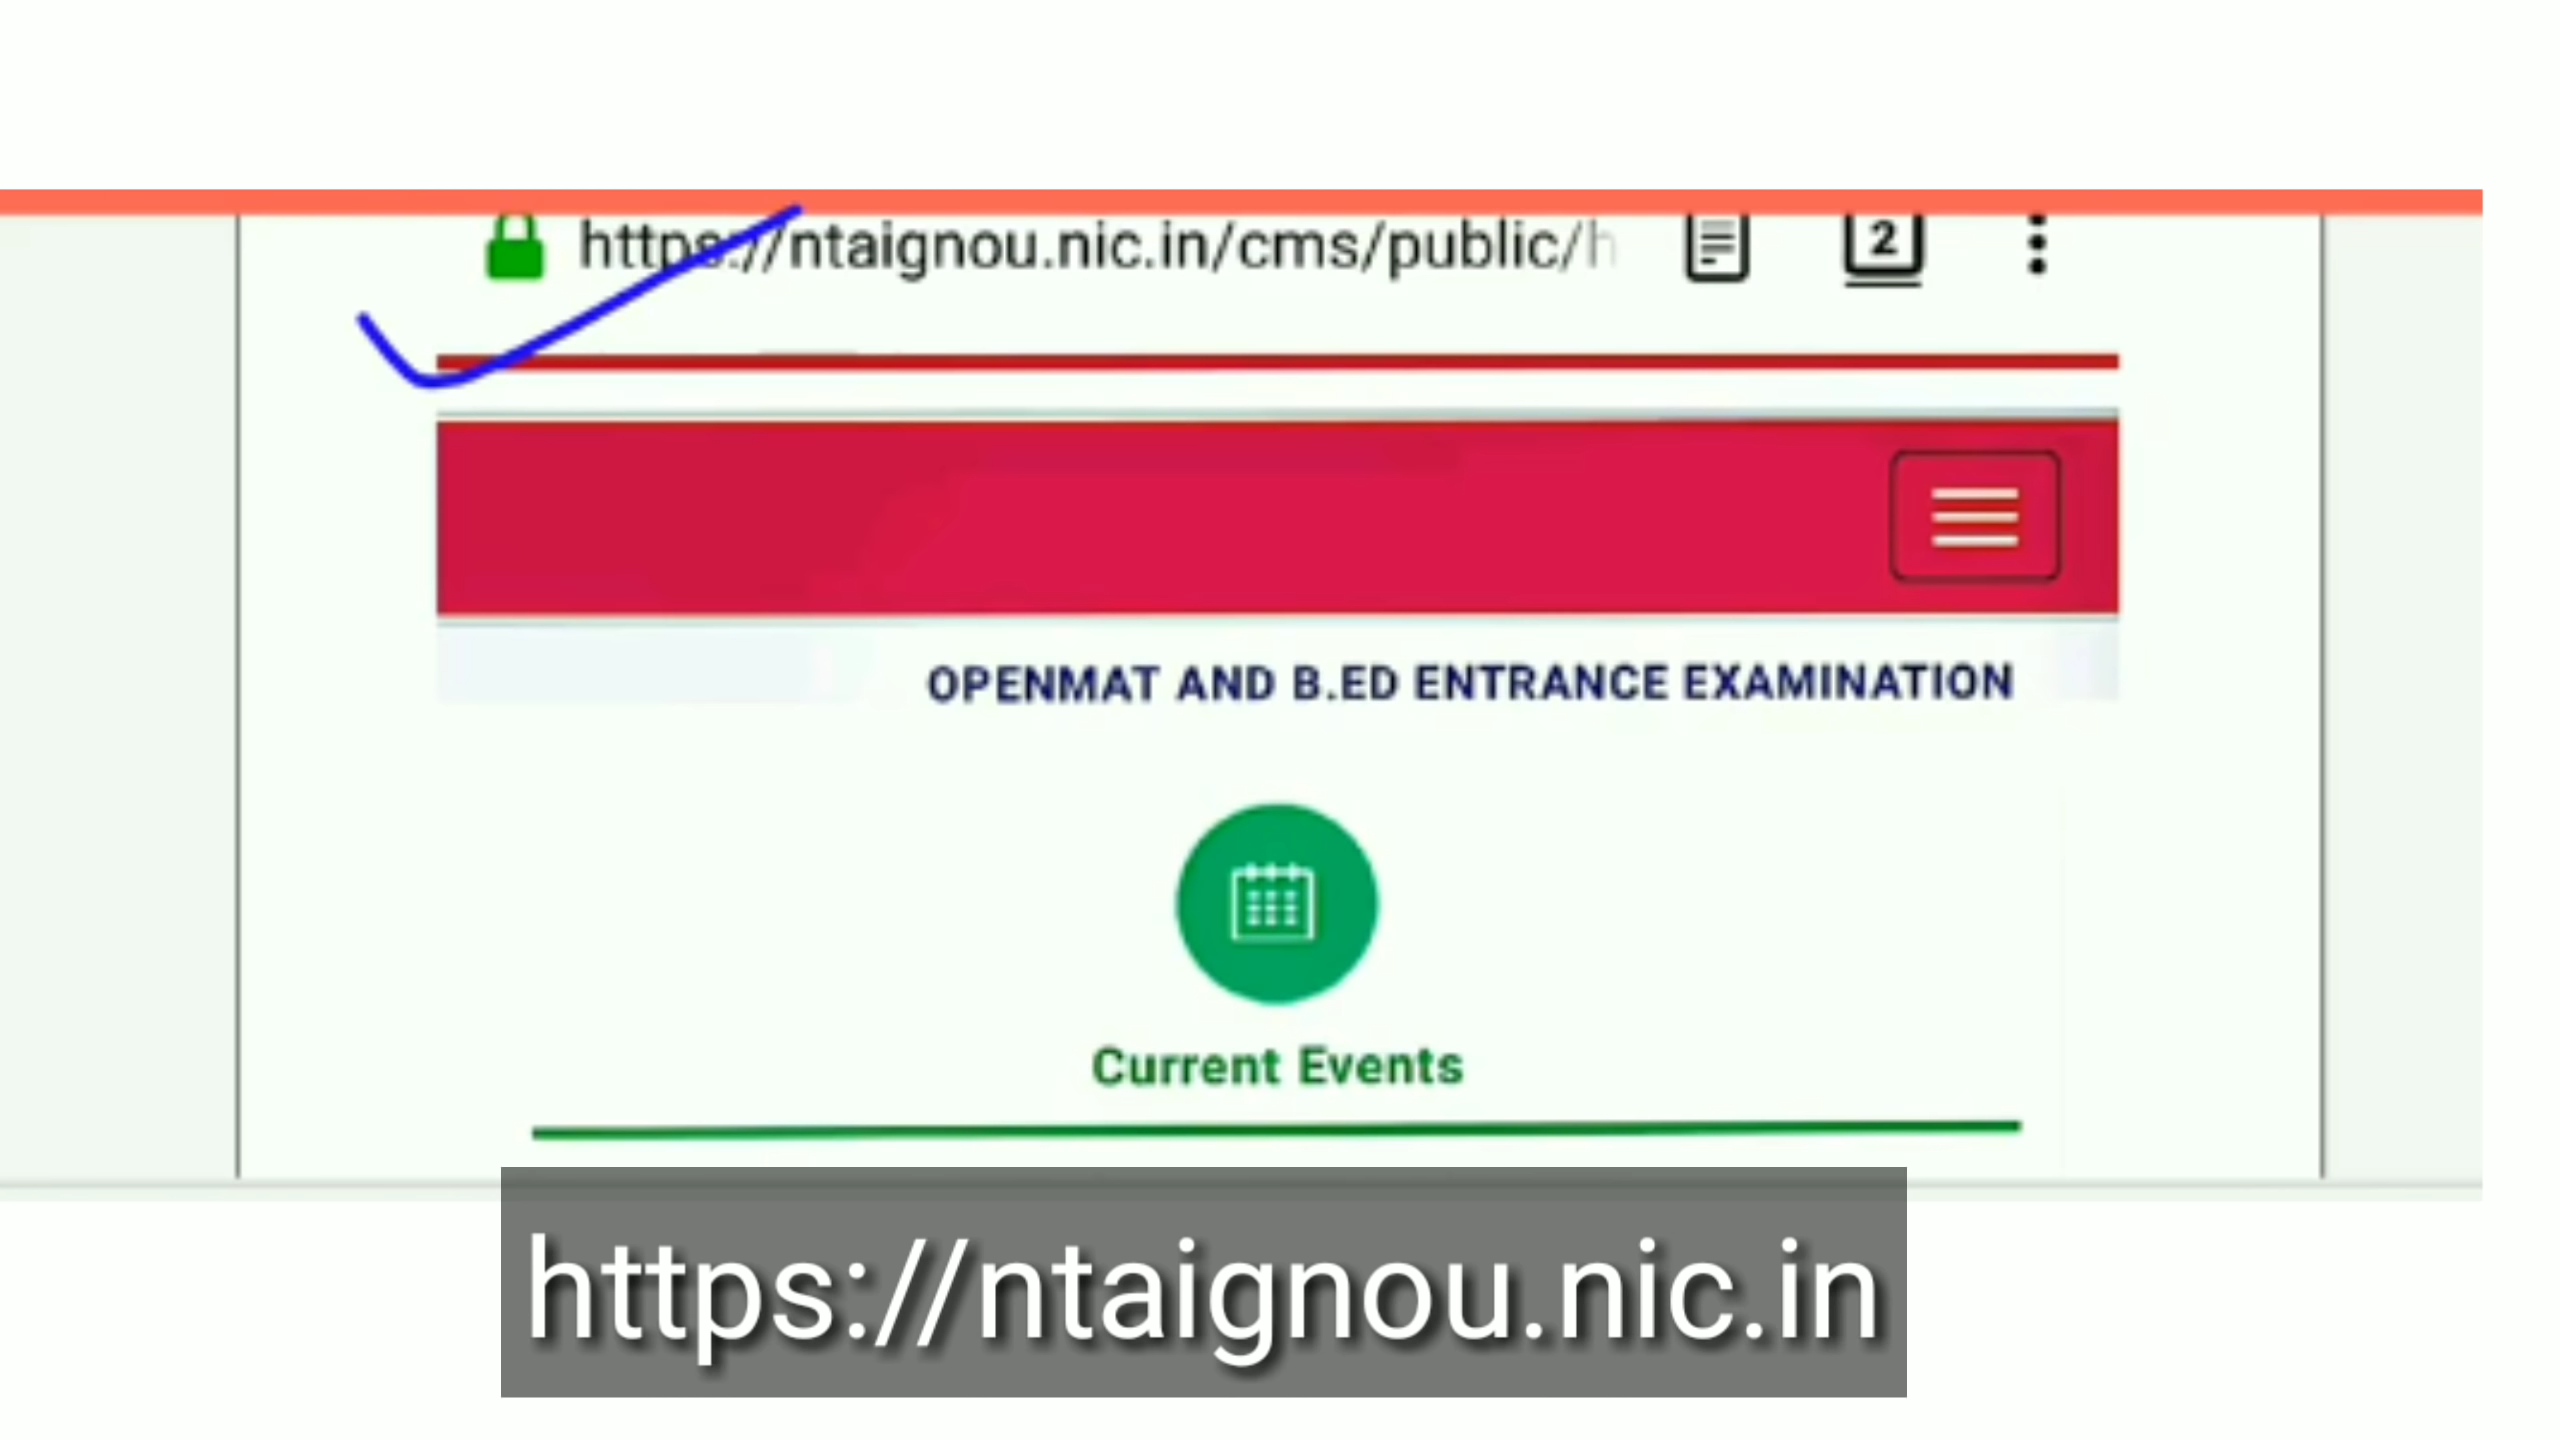 https://ntaignou.nic.in/cms/public/h
2
OPENMAT AND B.ED ENTRANCE EXAMINATION
Current Events
https://ntaignou.nic.in